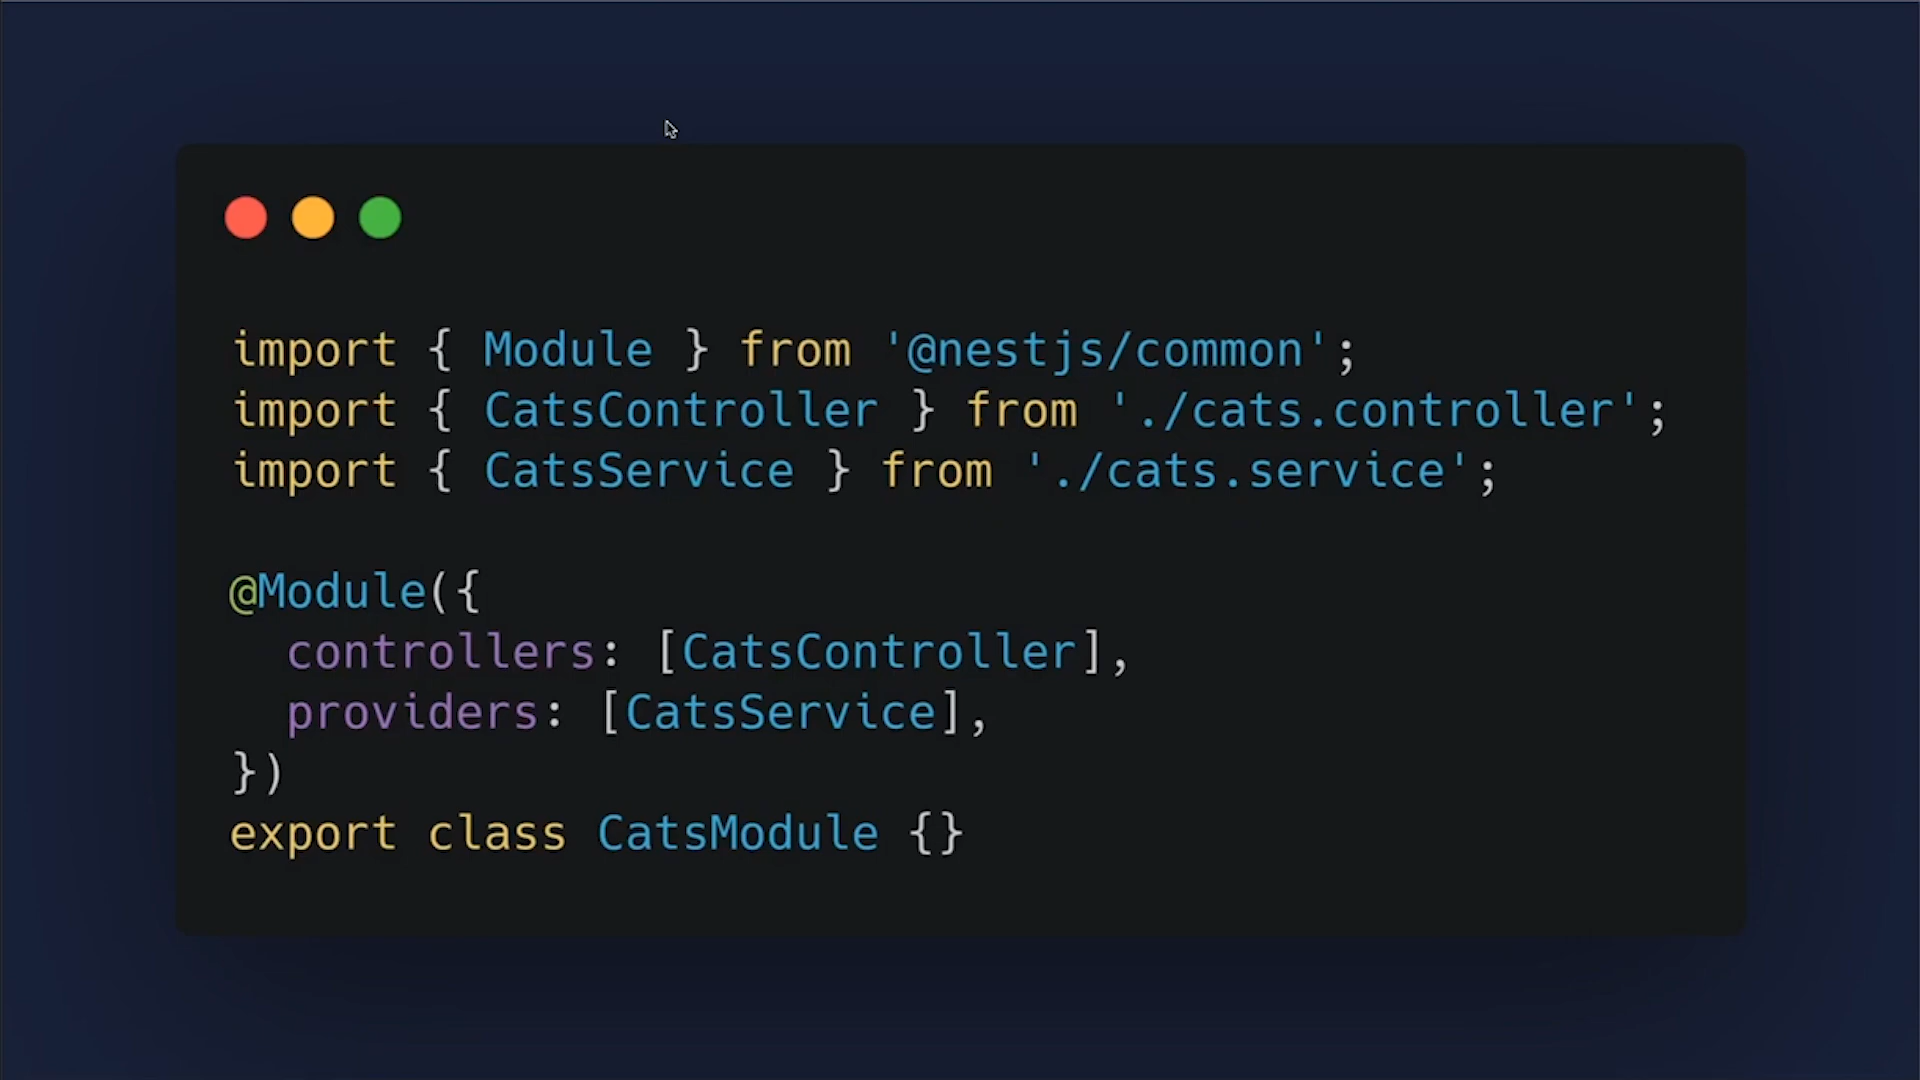 import { Module } from '@nestjs/common';
import { CatsController } from './cats.controller';
import { CatsService } from './cats.service';

@Module({
  controllers: [CatsController],
  providers: [CatsService],
})
export class CatsModule {}